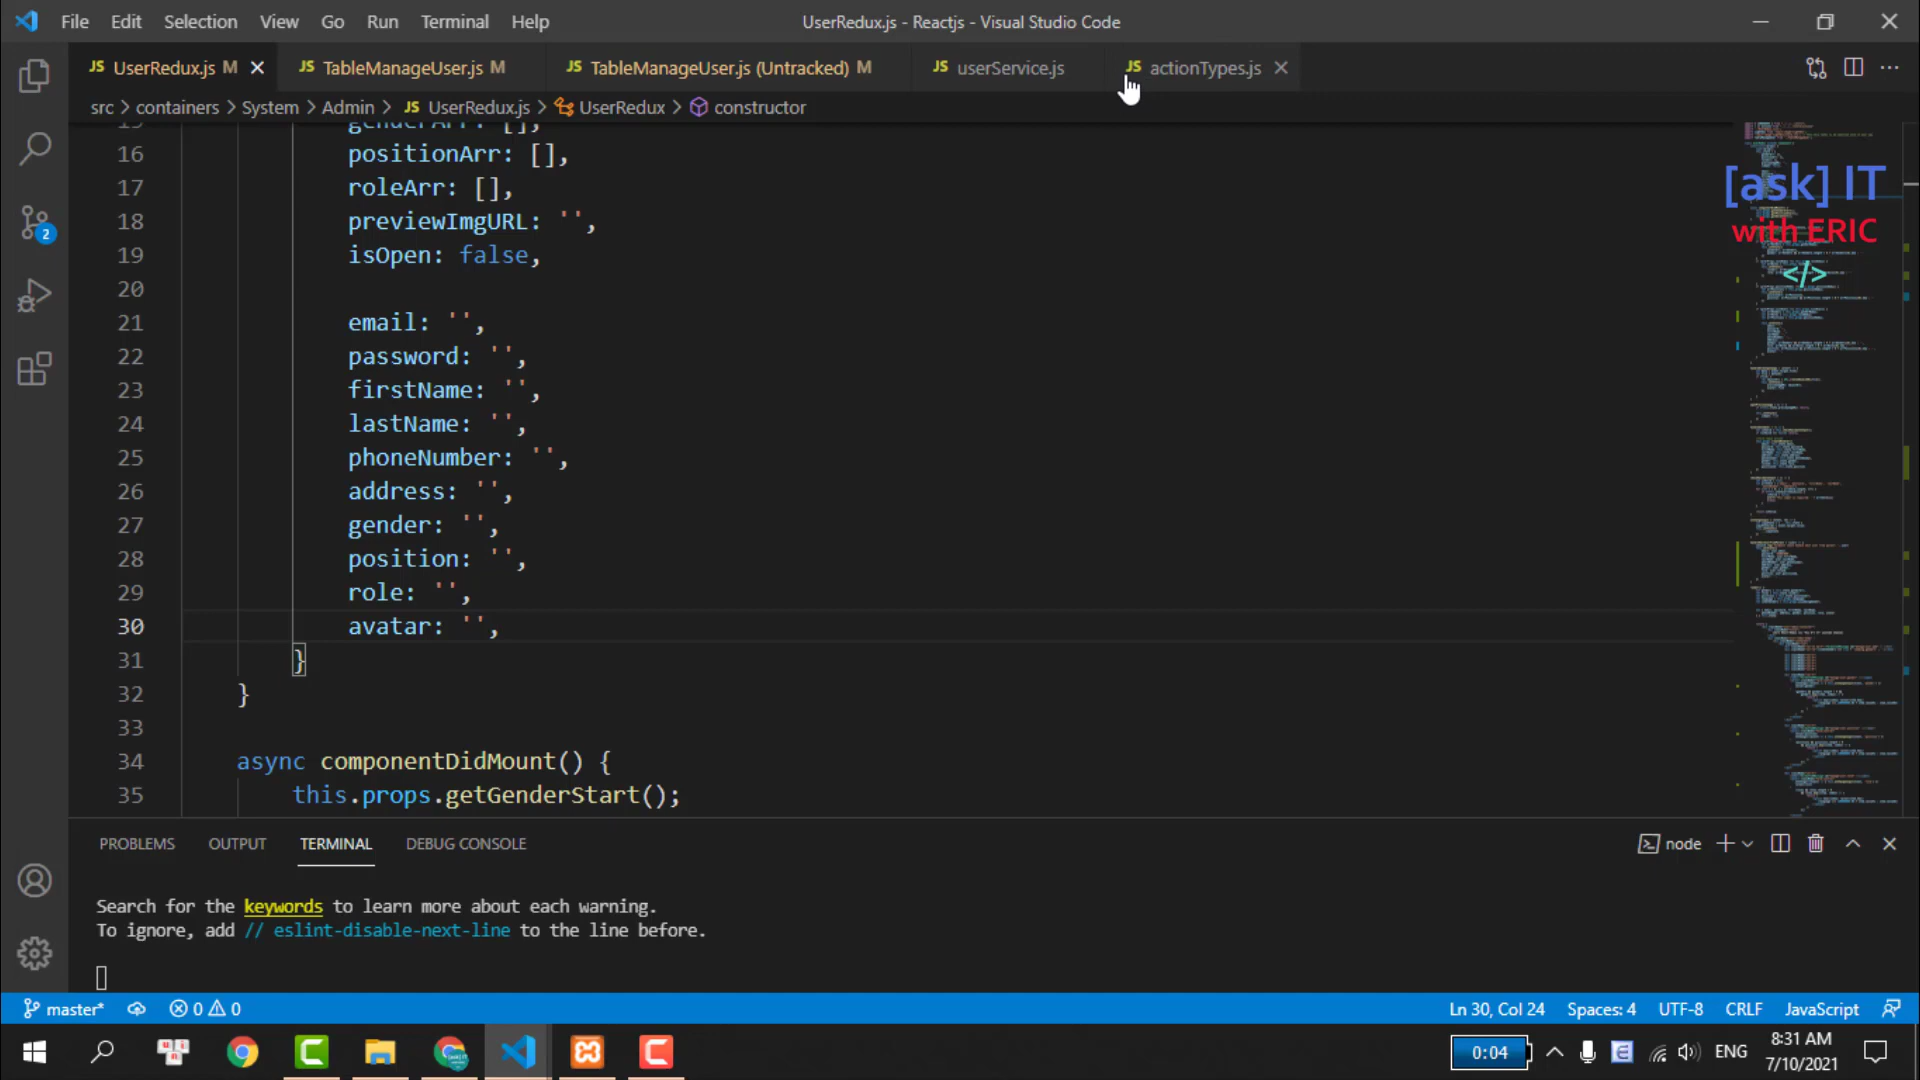 File Edit Selection View Go Run Terminal Help
UserRedux.js - Reactjs - Visual Studio Code
JS UserRedux.js M
JS TableManageUser.js M
JS TableManageUser.js (Untracked) M
JS userService.js
JS actionTypes.js
src > containers > System > Admin > JS UserRedux.js > UserRedux > constructor
genderArr: [],
16 positionArr: [],
17 roleArr: [],
18 previewImgURL: '',
19 isOpen: false,
20
21 email: '',
22 password: '',
23 firstName: '',
24 lastName: '',
25 phoneNumber: '',
26 address: '',
27 gender: '',
28 position: '',
29 role: '',
30 avatar: '',
31 }
32 }
33
34 async componentDidMount() {
35 this.props.getGenderStart();
[ask] IT
with ERIC
</>
2
PROBLEMS OUTPUT TERMINAL DEBUG CONSOLE
node
Search for the keywords to learn more about each warning.
To ignore, add // eslint-disable-next-line to the line before.
master* 0 0
Ln 30, Col 24 Spaces: 4 UTF-8 CRLF JavaScript
0:04
ENG
8:31 AM
7/10/2021